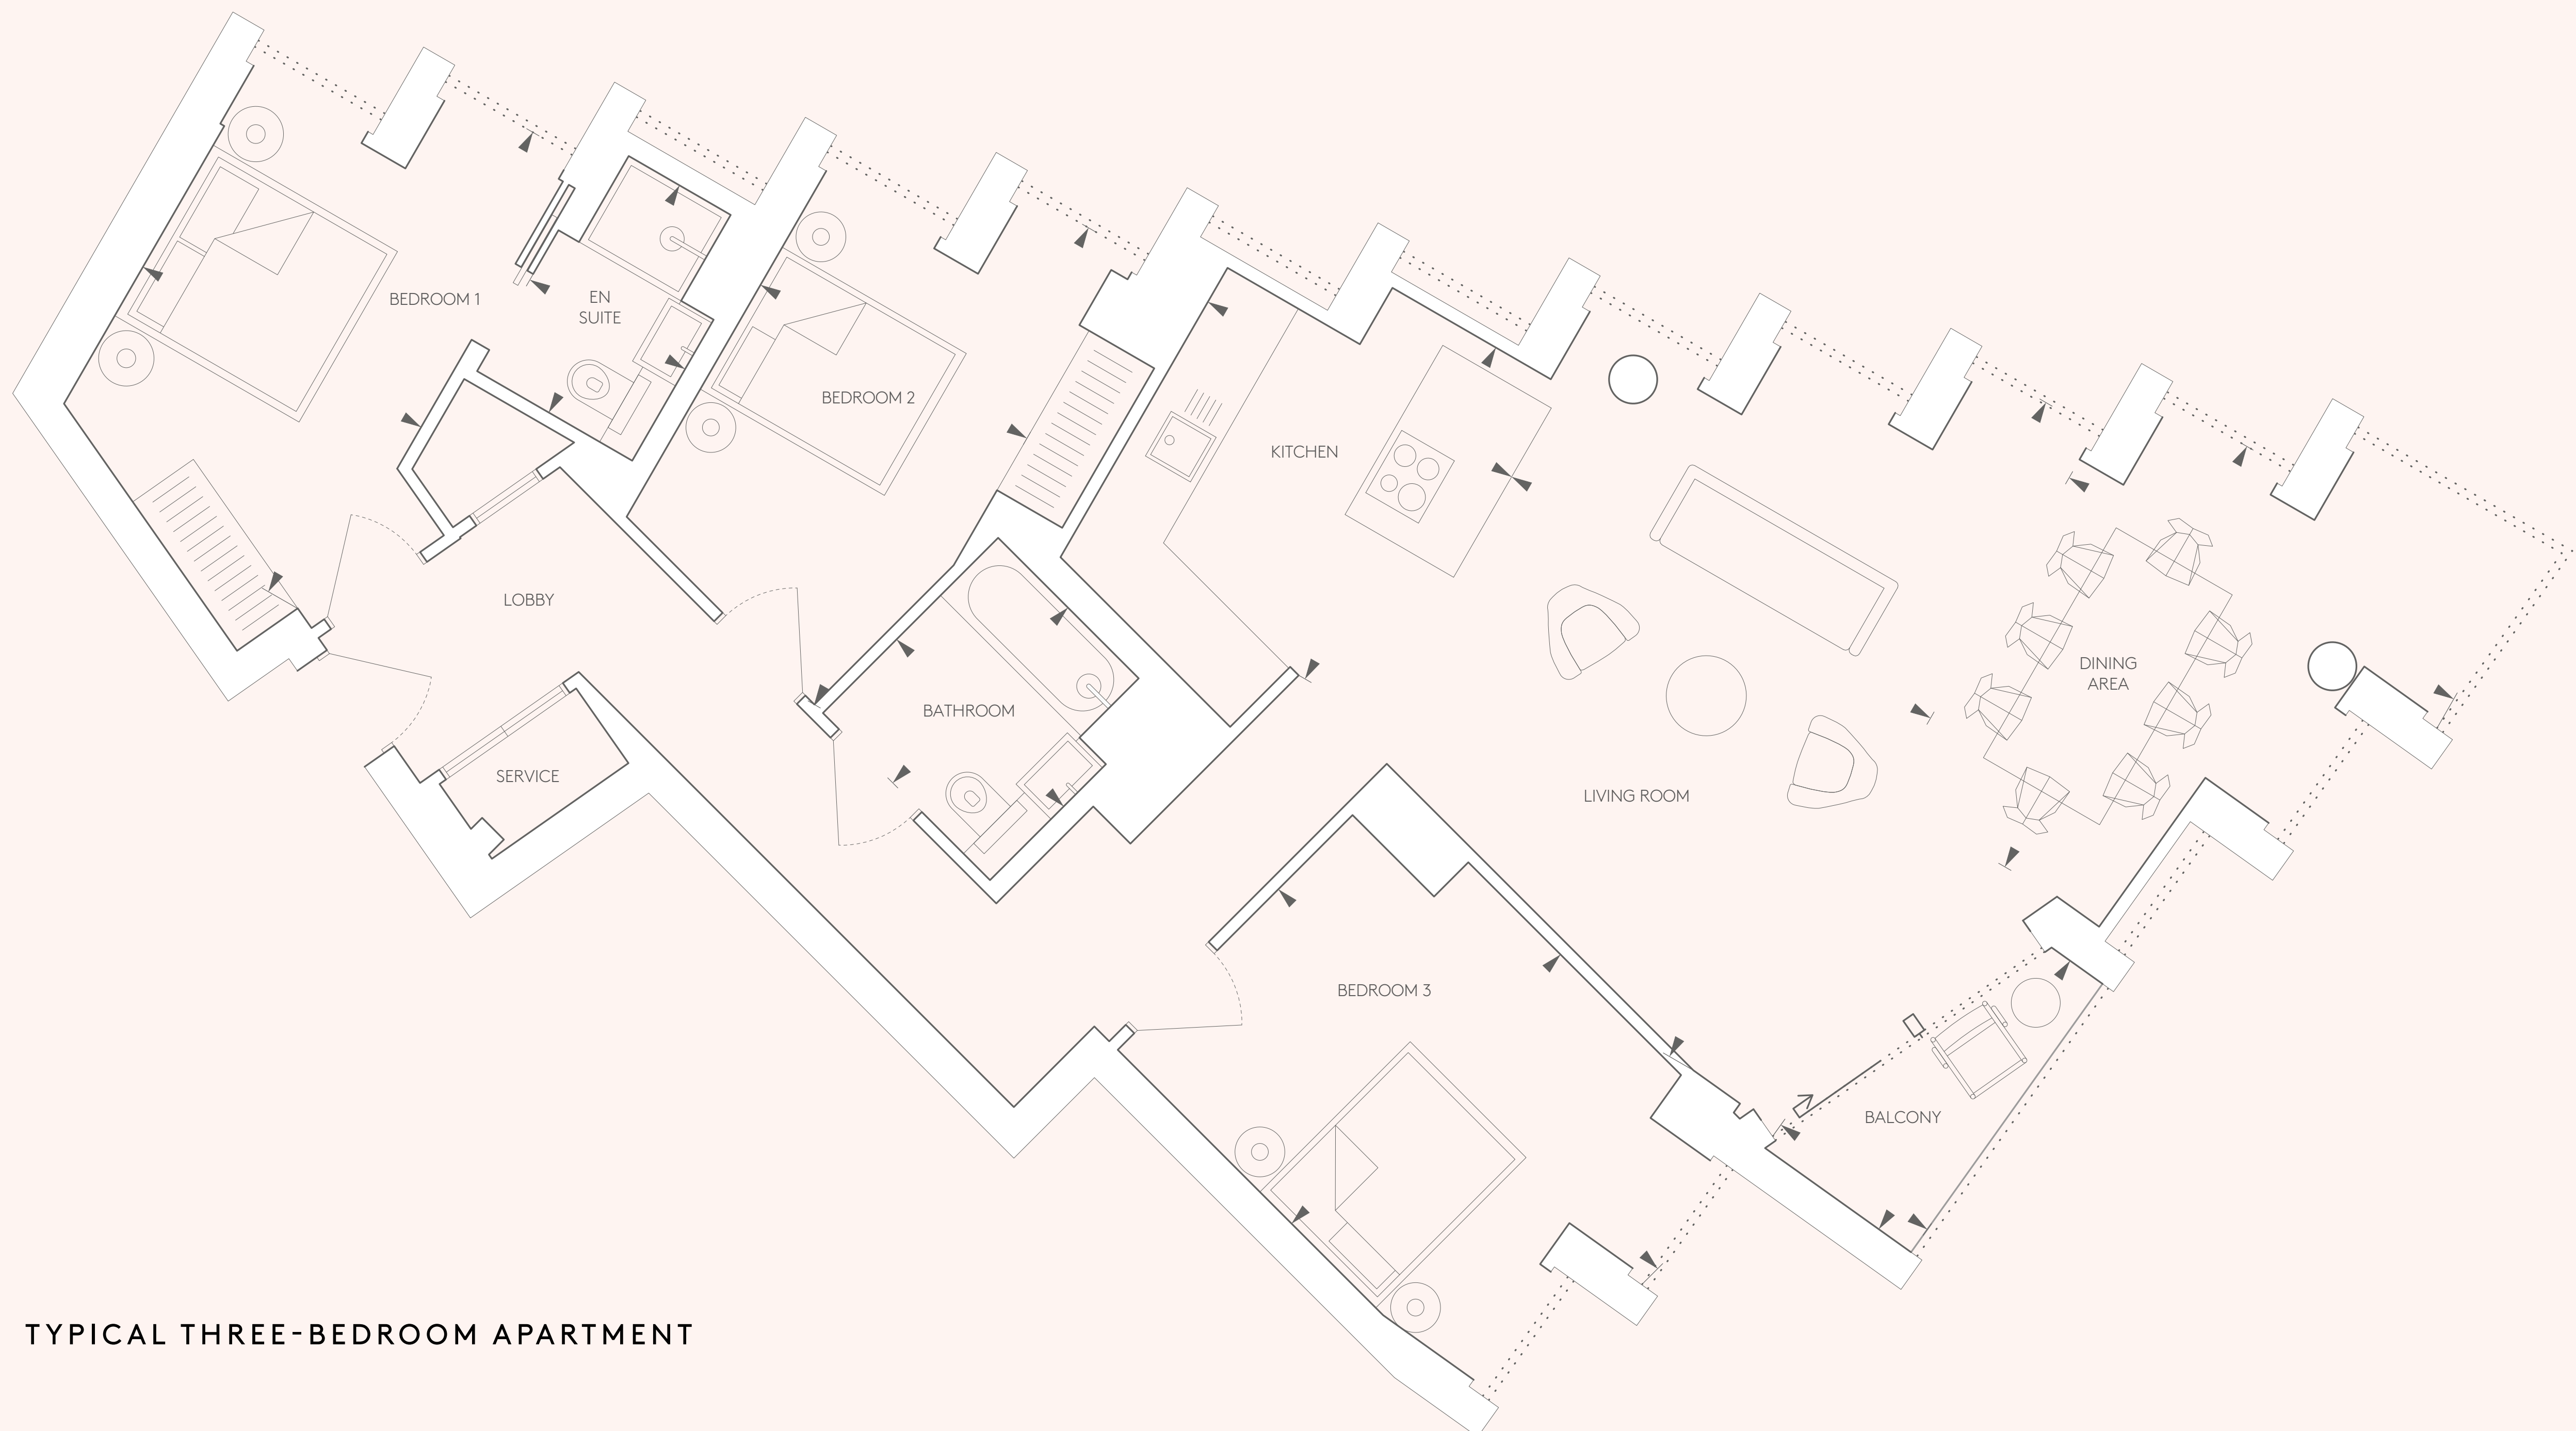 BEDROOM 1
EN
SUITE
BEDROOM 2
KITCHEN
LOBBY
DINING
AREA
BATHROOM
SERVICE
LIVING ROOM
BEDROOM 3
BALCONY
TYPICAL THREE-BEDROOM APARTMENT